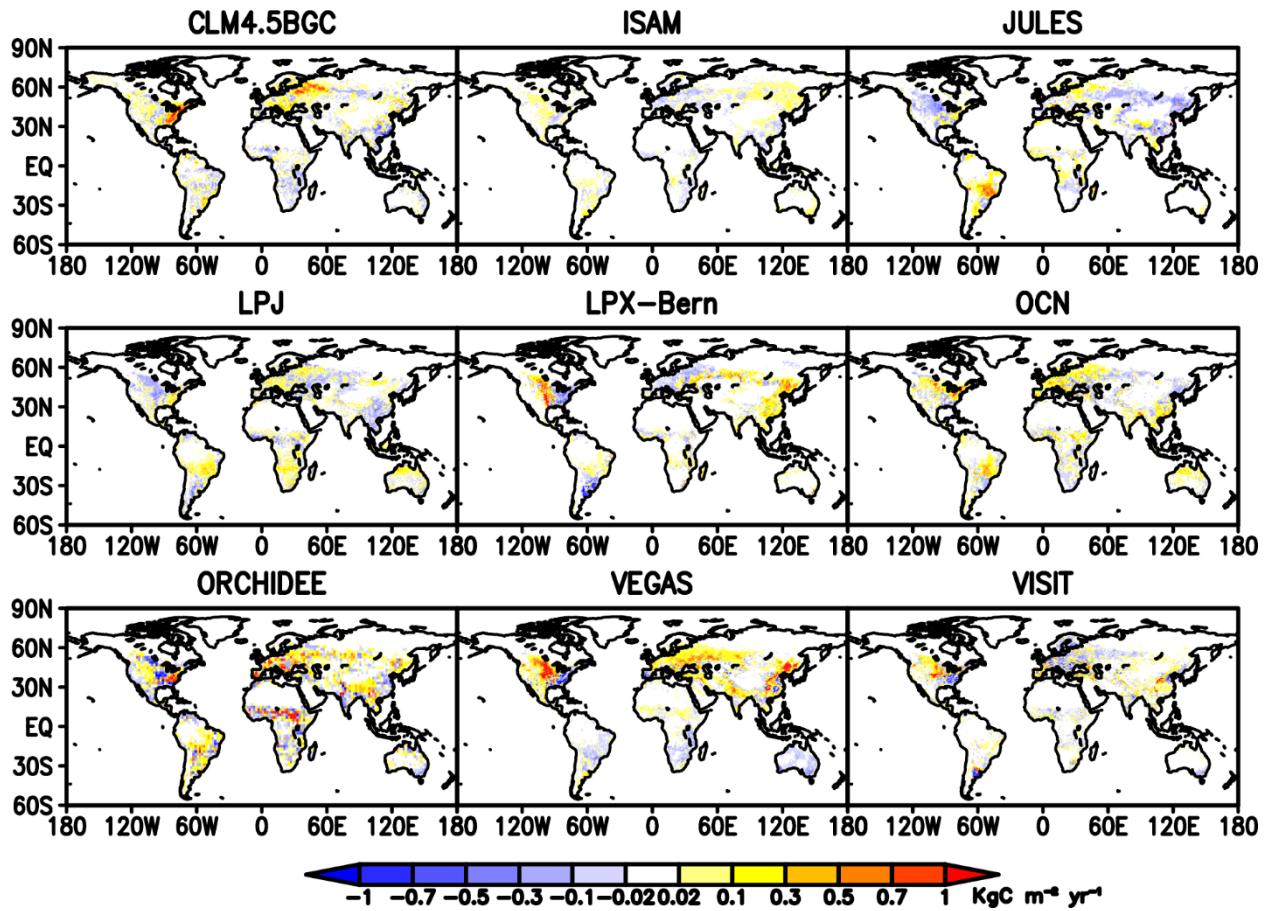 CLM4.5BGC ISAM JULES
90N
60N
30N
EQ
30S
60S
180 120W 60W 0 60E 120E 180 120W 60W 0 60E 120E 180 120W 60W 0 60E 120E 180
LPJ LPX-Bern OCN
90N
60N
30N
EQ
30S
60S
180 120W 60W 0 60E 120E 180 120W 60W 0 60E 120E 180 120W 60W 0 60E 120E 180
ORCHIDEE VEGAS VISIT
90N
60N
30N
EQ
30S
60S
180 120W 60W 0 60E 120E 180 120W 60W 0 60E 120E 180 120W 60W 0 60E 120E 180
-1 -0.7 -0.5 -0.3 -0.1 -0.02 0.02 0.1 0.3 0.5 0.7 1 KgC m⁻² yr⁻¹